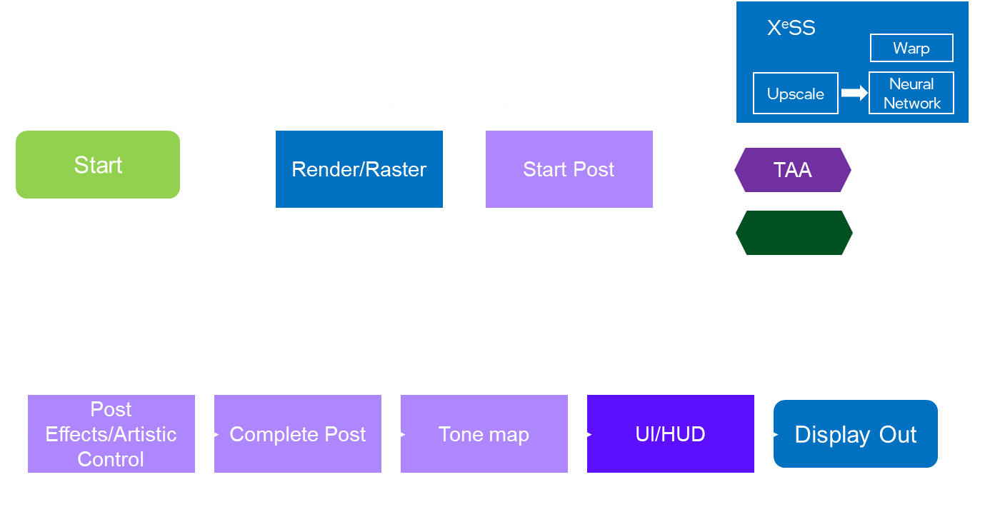 XᵉSS
Warp
Upscale
Neural
Network
Start
Render/Raster
Start Post
TAA
Post
Effects/Artistic
Control
Complete Post
Tone map
UI/HUD
Display Out